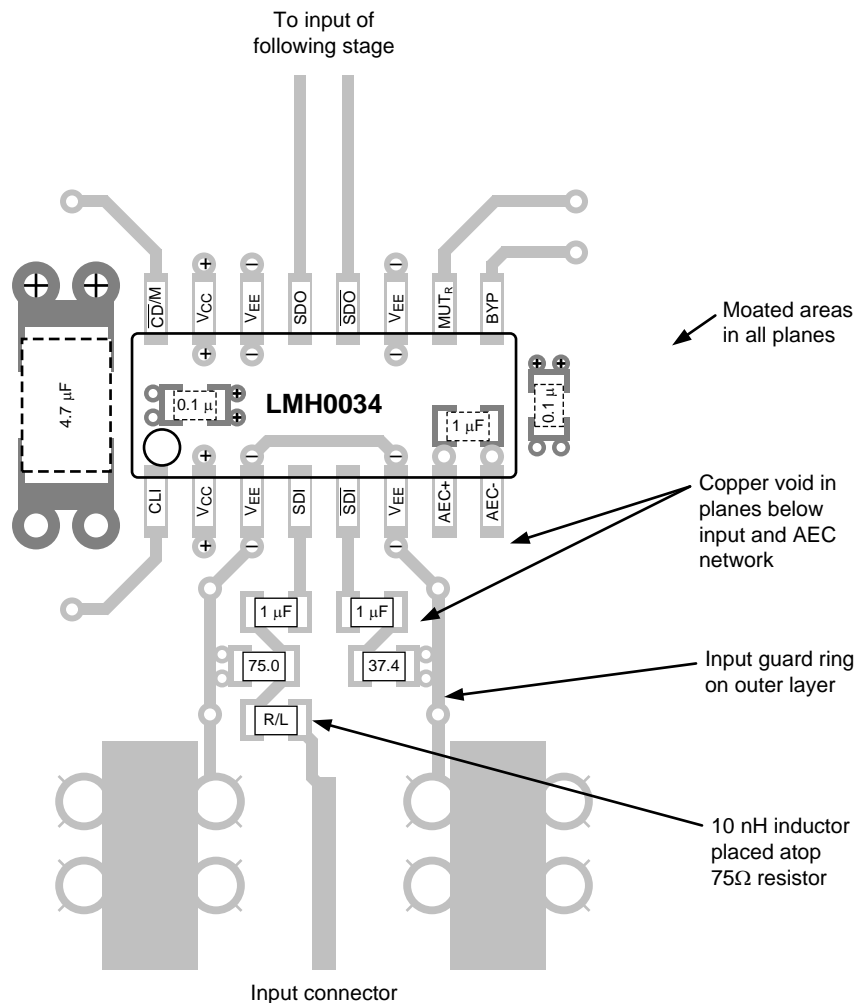 To input of
following stage
C̅D̅/M
VCC
VEE
SDO
S̅D̅O̅
VEE
MUTR
BYP
Moated areas
in all planes
4.7 μF
0.1 μ
LMH0034
1 μF
0.1 μ
CLI
VCC
VEE
SDI
S̅D̅I̅
VEE
AEC+
AEC-
Copper void in
planes below
input and AEC
network
1 μF
1 μF
75.0
37.4
Input guard ring
on outer layer
R/L
10 nH inductor
placed atop
75Ω resistor
Input connector